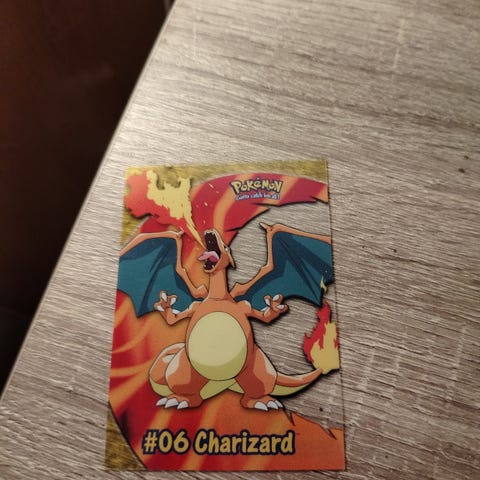 POKÉMON
Gotta catch 'em all!
#06 Charizard